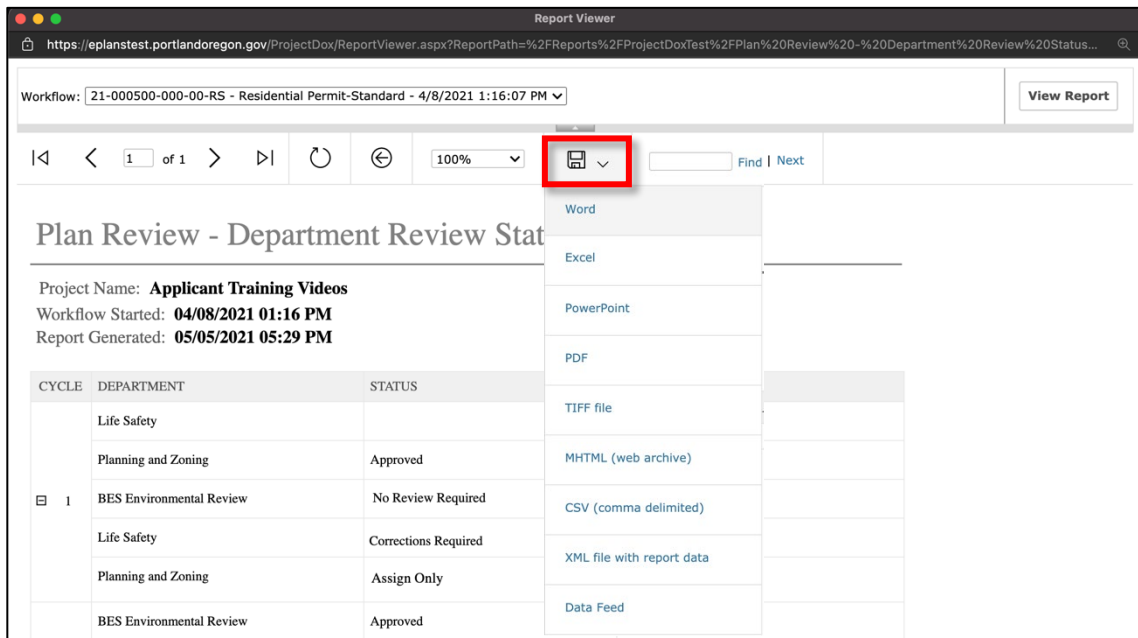 Report Viewer
https://eplanstest.portlandoregon.gov/ProjectDox/ReportViewer.aspx?ReportPath=%2FReports%2FProjectDoxTest%2FPlan%20Review%20-%20Department%20Review%20Status...
Workflow: 21-000500-000-00-RS - Residential Permit-Standard - 4/8/2021 1:16:07 PM
View Report
1 of 1 100% Find | Next
Word
Plan Review - Department Review Stat
Excel
Project Name: Applicant Training Videos
Workflow Started: 04/08/2021 01:16 PM
PowerPoint
Report Generated: 05/05/2021 05:29 PM
PDF
CYCLE DEPARTMENT STATUS
TIFF file
Life Safety
Planning and Zoning Approved
MHTML (web archive)
1 BES Environmental Review No Review Required
CSV (comma delimited)
Life Safety Corrections Required
XML file with report data
Planning and Zoning Assign Only
Data Feed
BES Environmental Review Approved